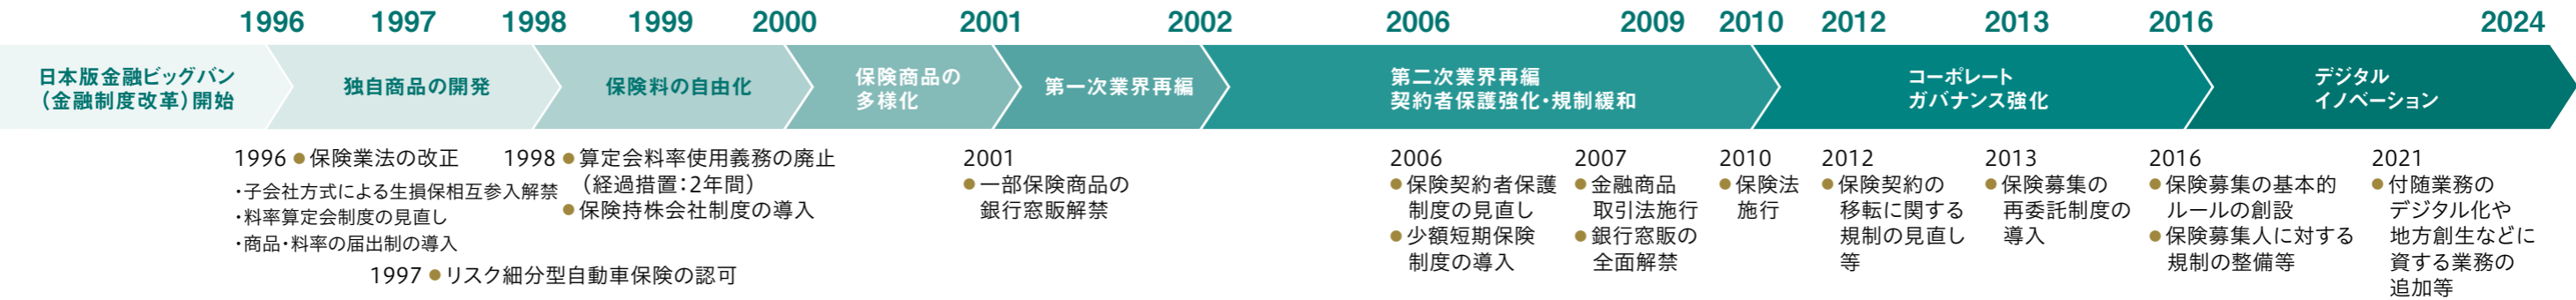 1996 1997 1998 1999 2000 2001 2002 2006 2009 2010 2012 2013 2016 2024
日本版金融ビッグバン
（金融制度改革）開始
独自商品の開発
保険料の自由化
保険商品の
多様化
第一次業界再編
第二次業界再編
契約者保護強化・規制緩和
コーポレート
ガバナンス強化
デジタル
イノベーション
1996 ●保険業法の改正
・子会社方式による生損保相互参入解禁
・料率算定会制度の見直し
・商品・料率の届出制の導入
1997 ●リスク細分型自動車保険の認可
1998 ●算定会料率使用義務の廃止
（経過措置：2年間）
●保険持株会社制度の導入
2001
●一部保険商品の
銀行窓販解禁
2006
●保険契約者保護
制度の見直し
●少額短期保険
制度の導入
2007
●金融商品
取引法施行
●銀行窓販の
全面解禁
2010
●保険法
施行
2012
●保険契約の
移転に関する
規制の見直し
等
2013
●保険募集の
再委託制度の
導入
2016
●保険募集の基本的
ルールの創設
●保険募集人に対する
規制の整備等
2021
●付随業務の
デジタル化や
地方創生などに
資する業務の
追加等